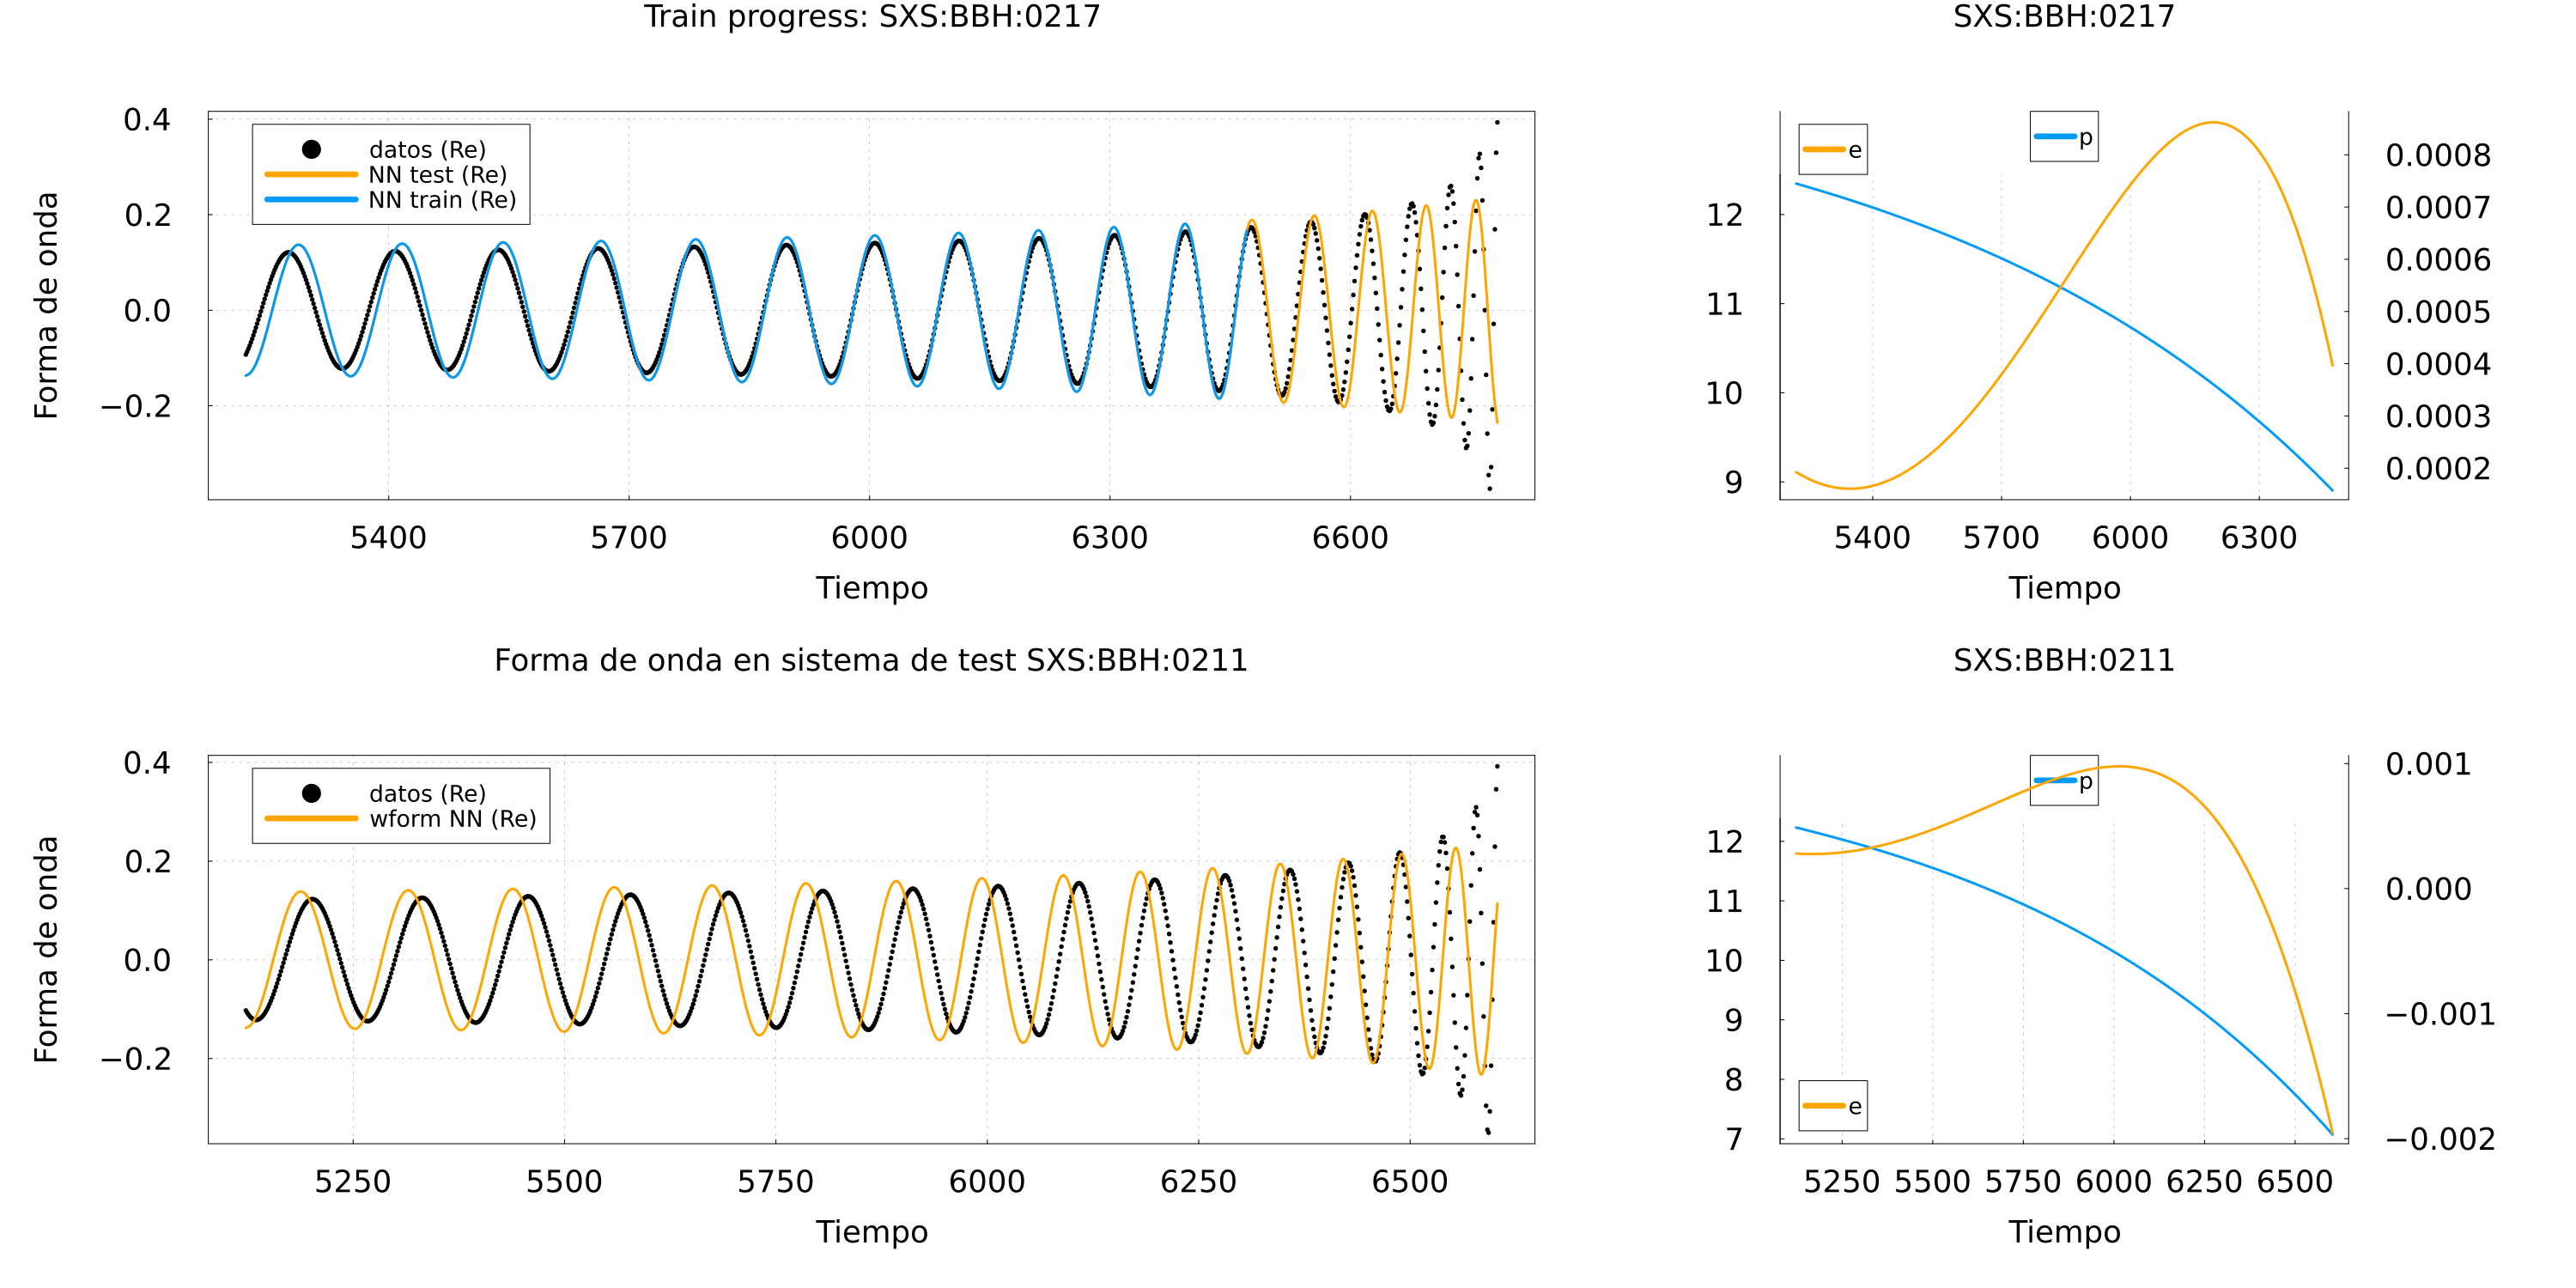 Train progress: SXS:BBH:0217
Forma de onda
0.4
0.2
0.0
−0.2
datos (Re)
NN test (Re)
NN train (Re)
5400 5700 6000 6300 6600
Tiempo
SXS:BBH:0217
e
p
12
11
10
9
0.0008
0.0007
0.0006
0.0005
0.0004
0.0003
0.0002
5400 5700 6000 6300
Tiempo
Forma de onda en sistema de test SXS:BBH:0211
Forma de onda
0.4
0.2
0.0
−0.2
datos (Re)
wform NN (Re)
5250 5500 5750 6000 6250 6500
Tiempo
SXS:BBH:0211
p
e
12
11
10
9
8
7
0.001
0.000
−0.001
−0.002
5250 5500 5750 6000 6250 6500
Tiempo